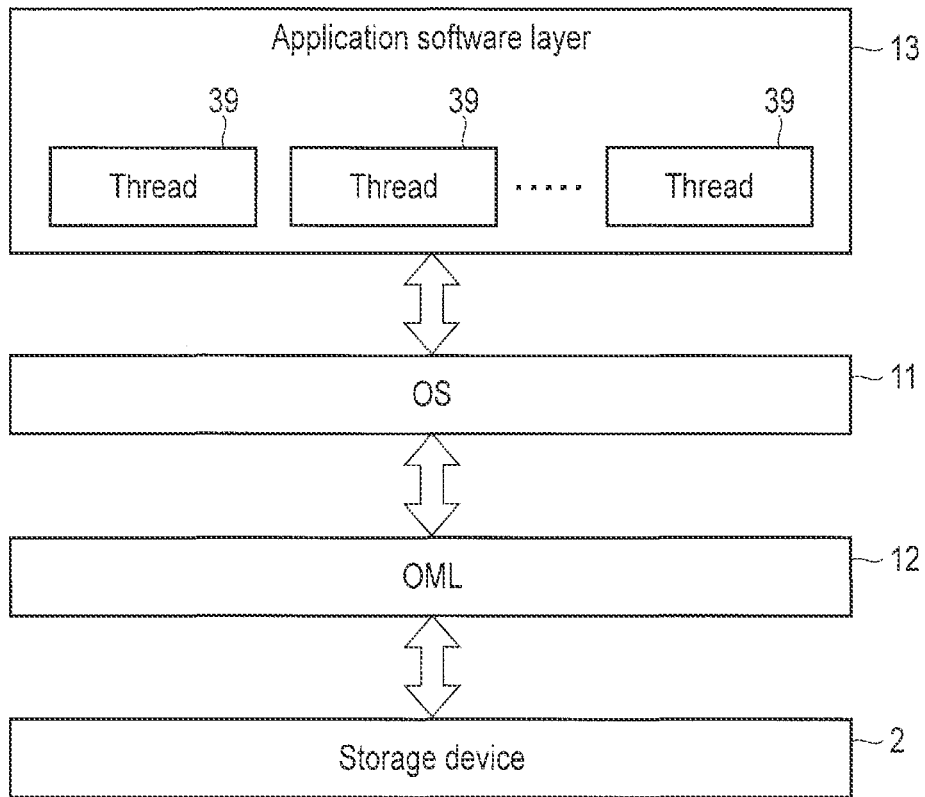 Application software layer
13
39
39
39
Thread
Thread
.....
Thread
OS
11
OML
12
Storage device
2